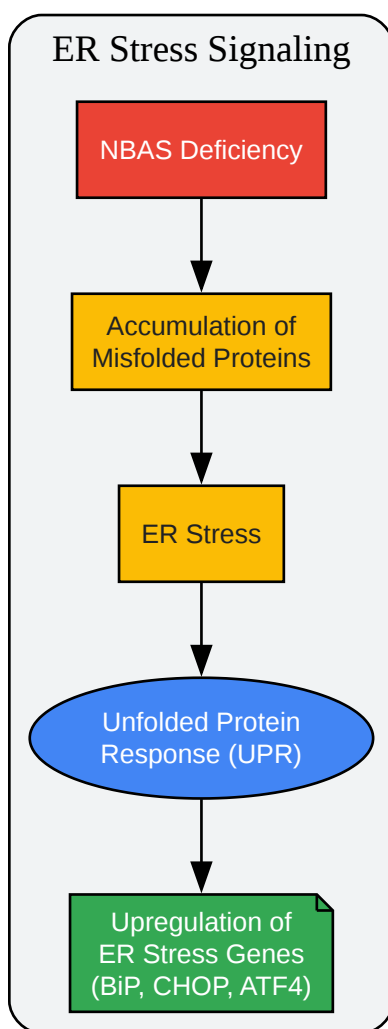 ER Stress Signaling
NBAS Deficiency
Accumulation of
Misfolded Proteins
ER Stress
Unfolded Protein
Response (UPR)
Upregulation of
ER Stress Genes
(BiP, CHOP, ATF4)